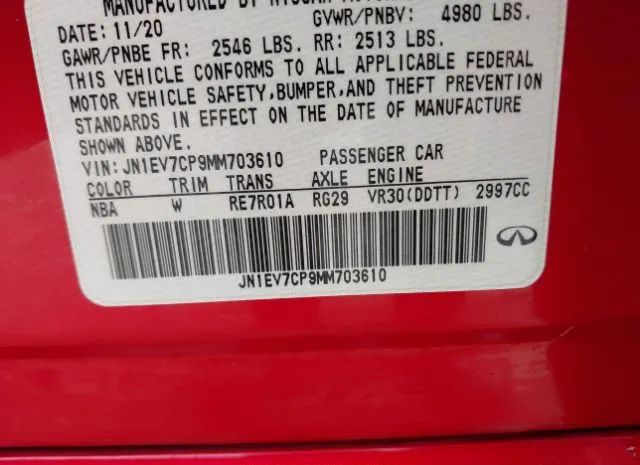 MANUFACTURED BY
DATE: 11/20 GVWR/PNBV: 4980 LBS.
GAWR/PNBE FR: 2546 LBS. RR: 2513 LBS.
THIS VEHICLE CONFORMS TO ALL APPLICABLE FEDERAL
MOTOR VEHICLE SAFETY,BUMPER,AND THEFT PREVENTION
STANDARDS IN EFFECT ON THE DATE OF MANUFACTURE
SHOWN ABOVE.
VIN: JN1EV7CP9MM703610 PASSENGER CAR
COLOR TRIM TRANS AXLE ENGINE
NBA W RE7R01A RG29 VR30(DDTT) 2997CC
JN1EV7CP9MM703610